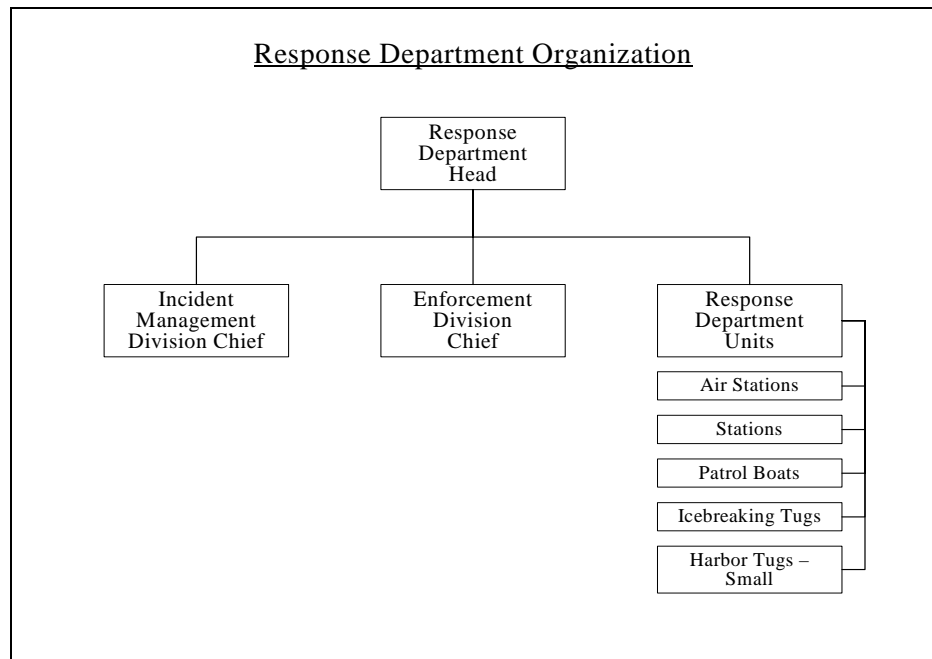 Response Department Organization
Response
Department
Head
Incident
Management
Division Chief
Enforcement
Division
Chief
Response
Department
Units
Air Stations
Stations
Patrol Boats
Icebreaking Tugs
Harbor Tugs –
Small